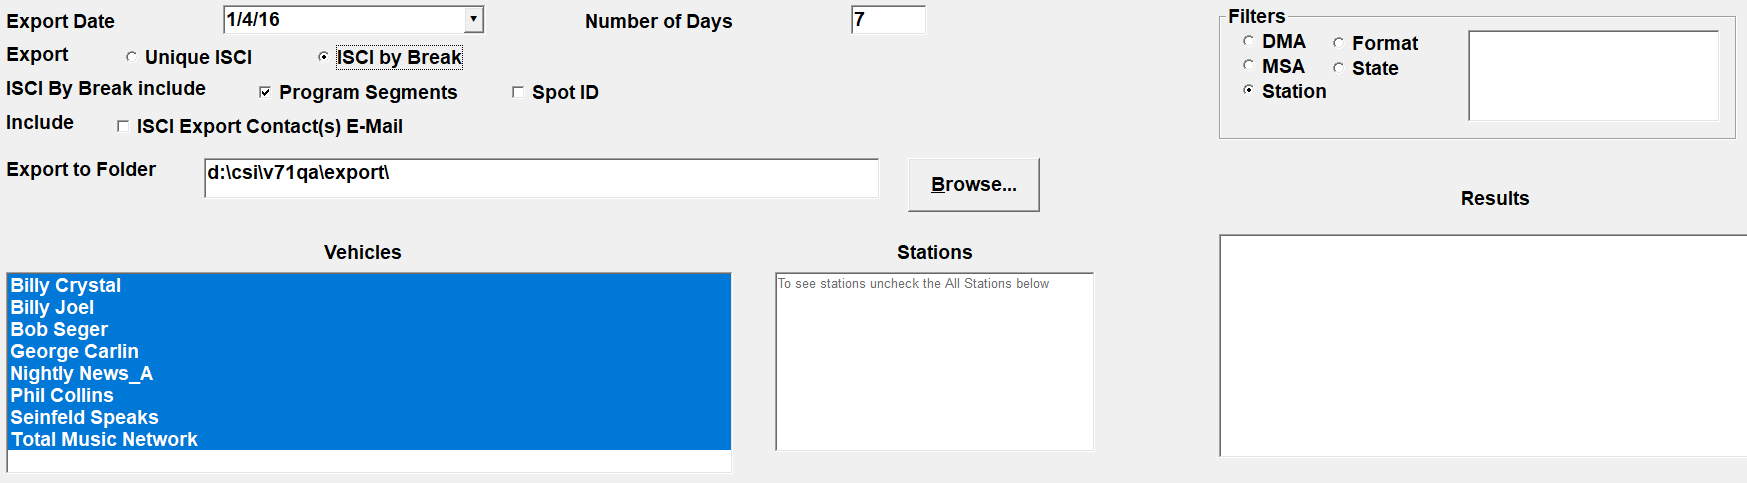 Export Date 1/4/16 Number of Days 7
Export Unique ISCI ISCI by Break
ISCI By Break include Program Segments Spot ID
Include ISCI Export Contact(s) E-Mail
Export to Folder d:\csi\v71qa\export\ Browse...
Filters
DMA Format
MSA State
Station
Vehicles
Billy Crystal
Billy Joel
Bob Seger
George Carlin
Nightly News_A
Phil Collins
Seinfeld Speaks
Total Music Network
Stations
To see stations uncheck the All Stations below
Results